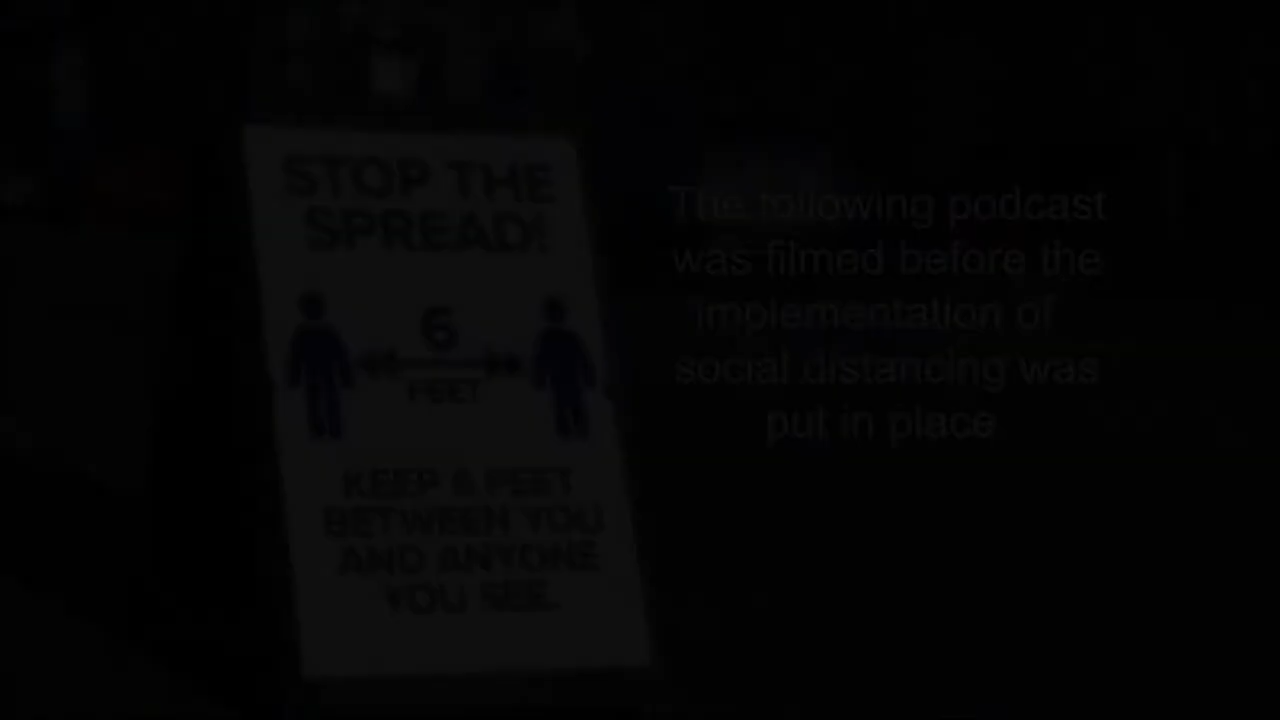 STOP THE
SPREAD!
6
FEET
KEEP 6 FEET
BETWEEN YOU
AND ANYONE
YOU SEE.
The following podcast
was filmed before the
implementation of
social distancing was
put in place